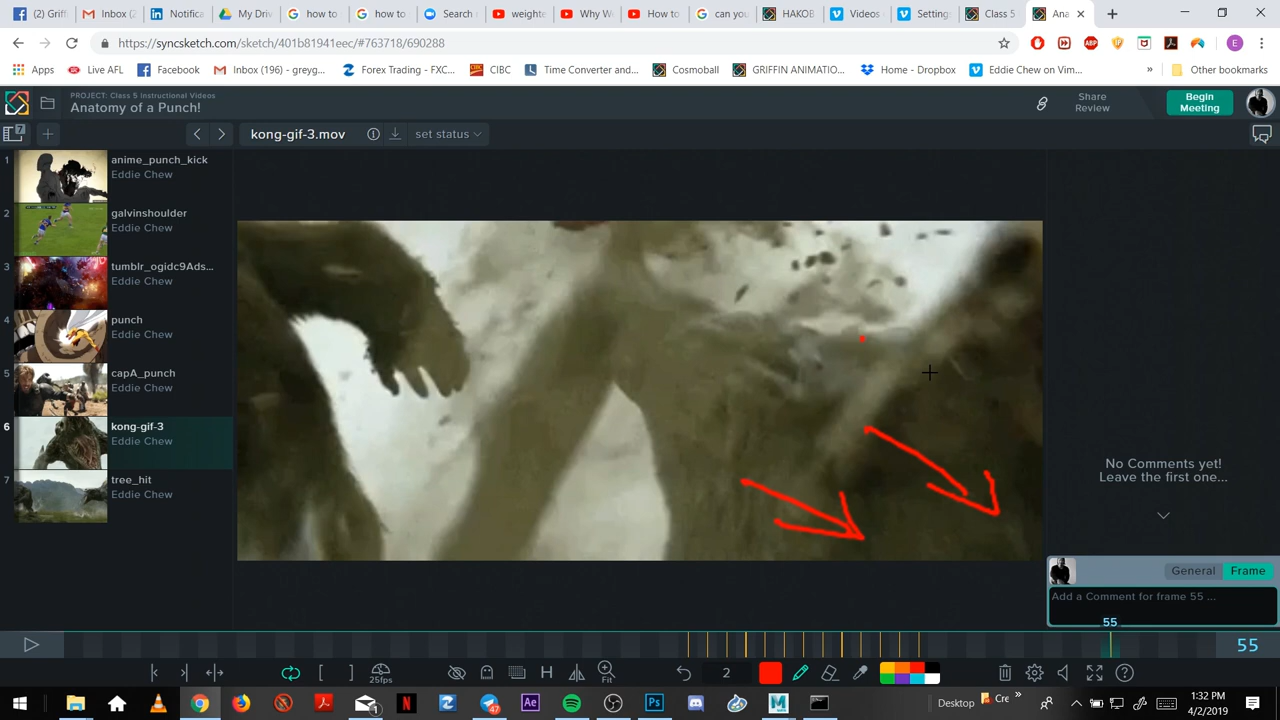 (2) Grif
Inbox (2
Linkedin
Notifica
My Driv
how to
how to
Search
weighte
Why W
How to
can you
HAKOB
Videos
Setting
Class 5
Ana
https://syncsketch.com/sketch/401b81941eec/#763718/690288
Apps
Live AFL
Facebook
Inbox (196) - greyg...
Forex Trading - FXC...
CIBC
Time Converter and...
Cosmoball
GRIFFIN ANIMATIO...
Home - Dropbox
Eddie Chew on Vim...
Other bookmarks
PROJECT: Class 5 Instructional Videos
Anatomy of a Punch!
Share
Review
Begin
Meeting
7
kong-gif-3.mov
set status
1
anime_punch_kick
Eddie Chew
2
galvinshoulder
Eddie Chew
3
tumblr_ogidc9Ads...
Eddie Chew
4
punch
Eddie Chew
5
capA_punch
Eddie Chew
6
kong-gif-3
Eddie Chew
7
tree_hit
Eddie Chew
No Comments yet!
Leave the first one...
General
Frame
Add a Comment for frame 55 ...
55
55
25fps
H
Fit
2
Desktop
Cre
1:32 PM
4/2/2019